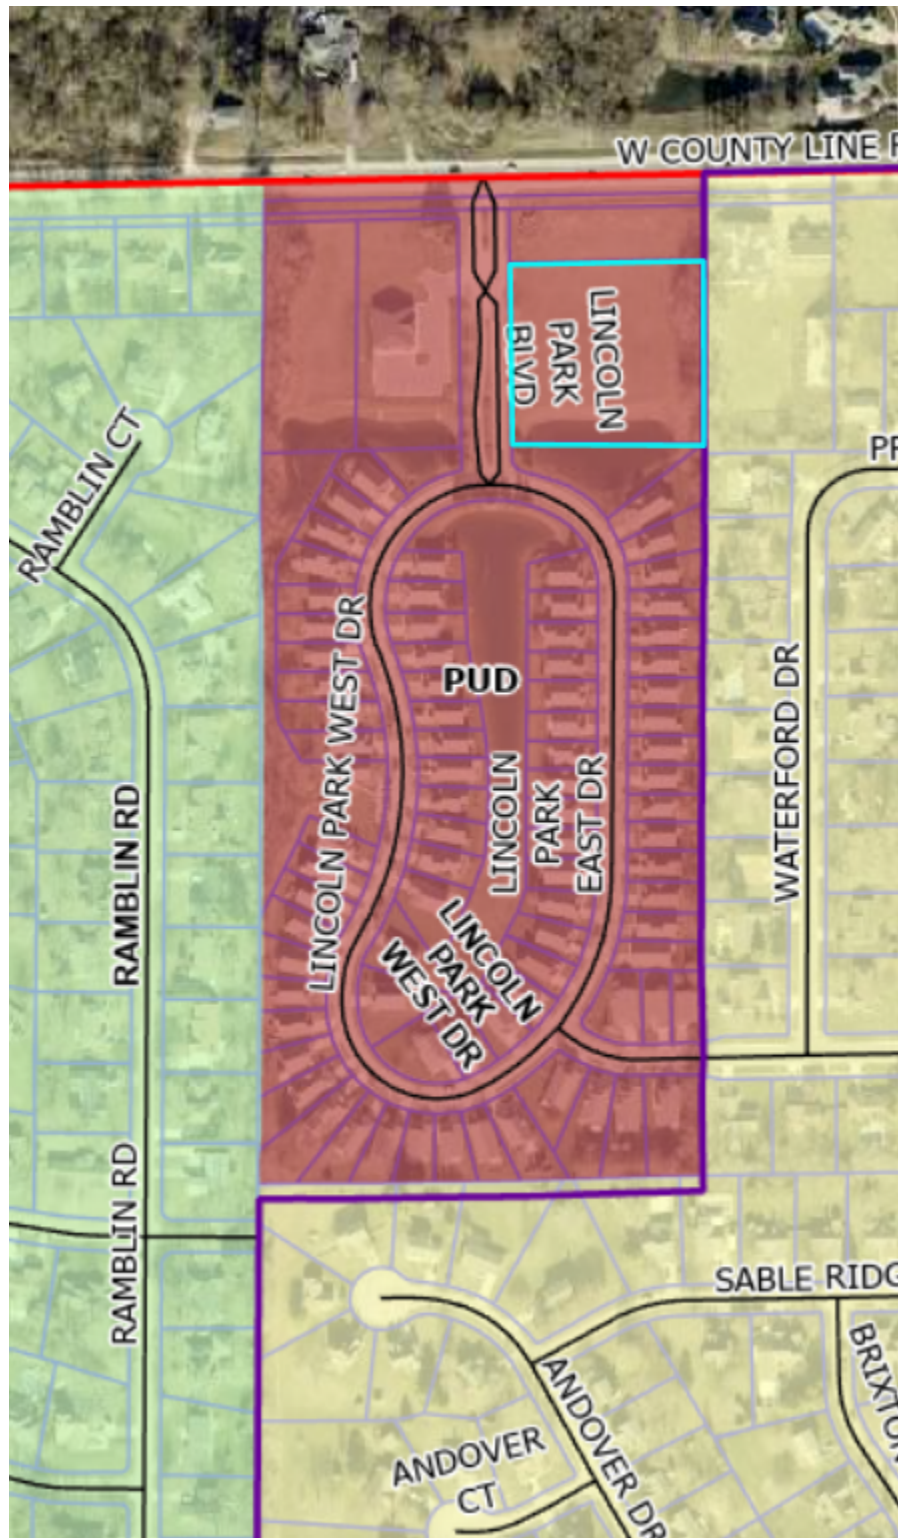 W COUNTY LINE R
LINCOLN
PARK
BLVD
RAMBLIN CT
PR
LINCOLN PARK WEST DR
PUD
WATERFORD DR
LINCOLN
PARK
EAST DR
RAMBLIN RD
LINCOLN
PARK
WEST DR
RAMBLIN RD
SABLE RIDG
BRIXTON
ANDOVER DR
ANDOVER
CT